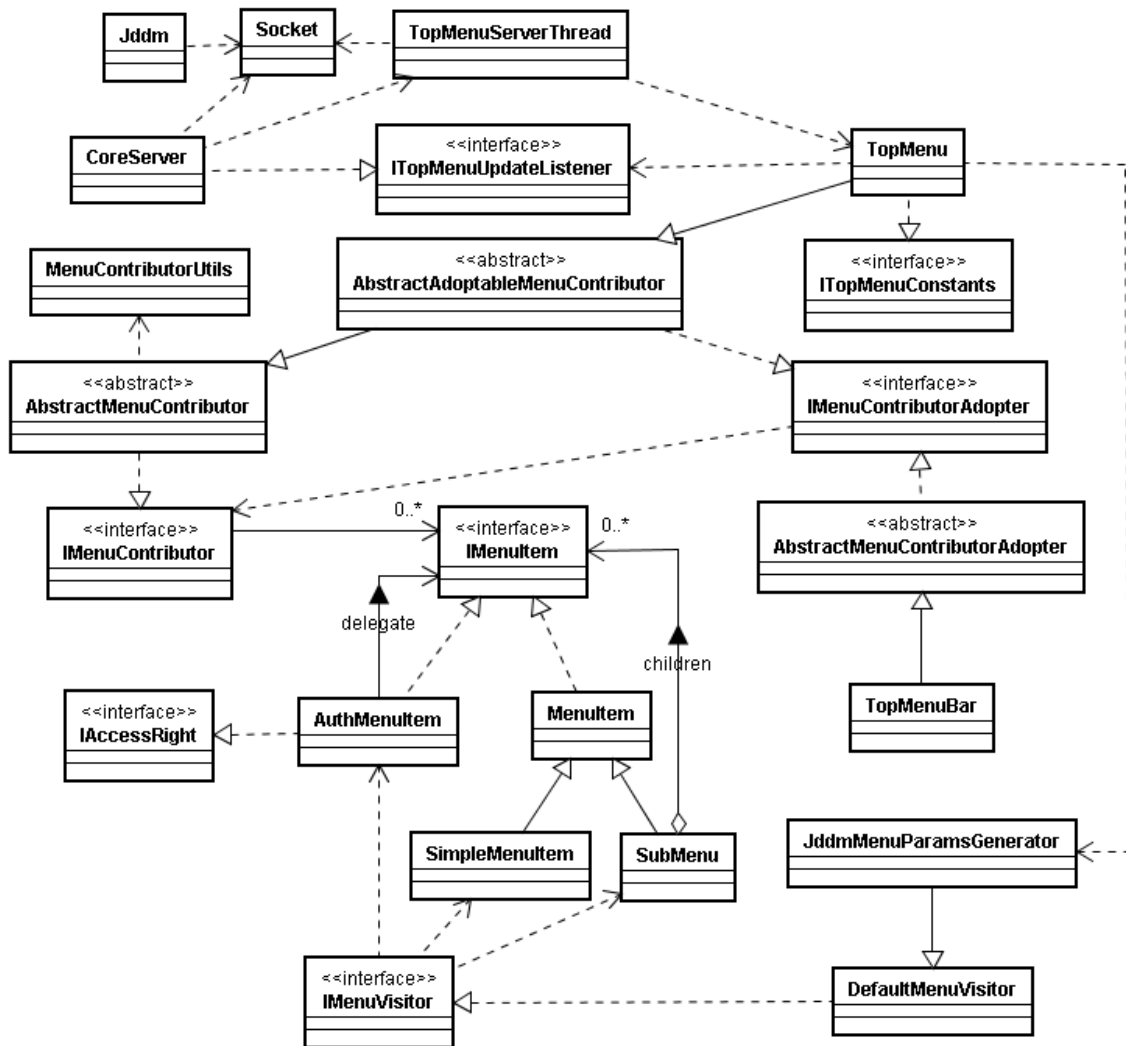 Jddm
Socket
TopMenuServerThread
CoreServer
<<interface>>
ITopMenuUpdateListener
TopMenu
MenuContributorUtils
<<abstract>>
AbstractAdoptableMenuContributor
<<interface>>
ITopMenuConstants
<<abstract>>
AbstractMenuContributor
<<interface>>
IMenuContributorAdopter
<<interface>>
IMenuContributor
0..*
<<interface>>
IMenuItem
0..*
<<abstract>>
AbstractMenuContributorAdopter
delegate
children
<<interface>>
IAccessRight
AuthMenuItem
MenuItem
TopMenuBar
SimpleMenuItem
SubMenu
JddmMenuParamsGenerator
<<interface>>
IMenuVisitor
DefaultMenuVisitor